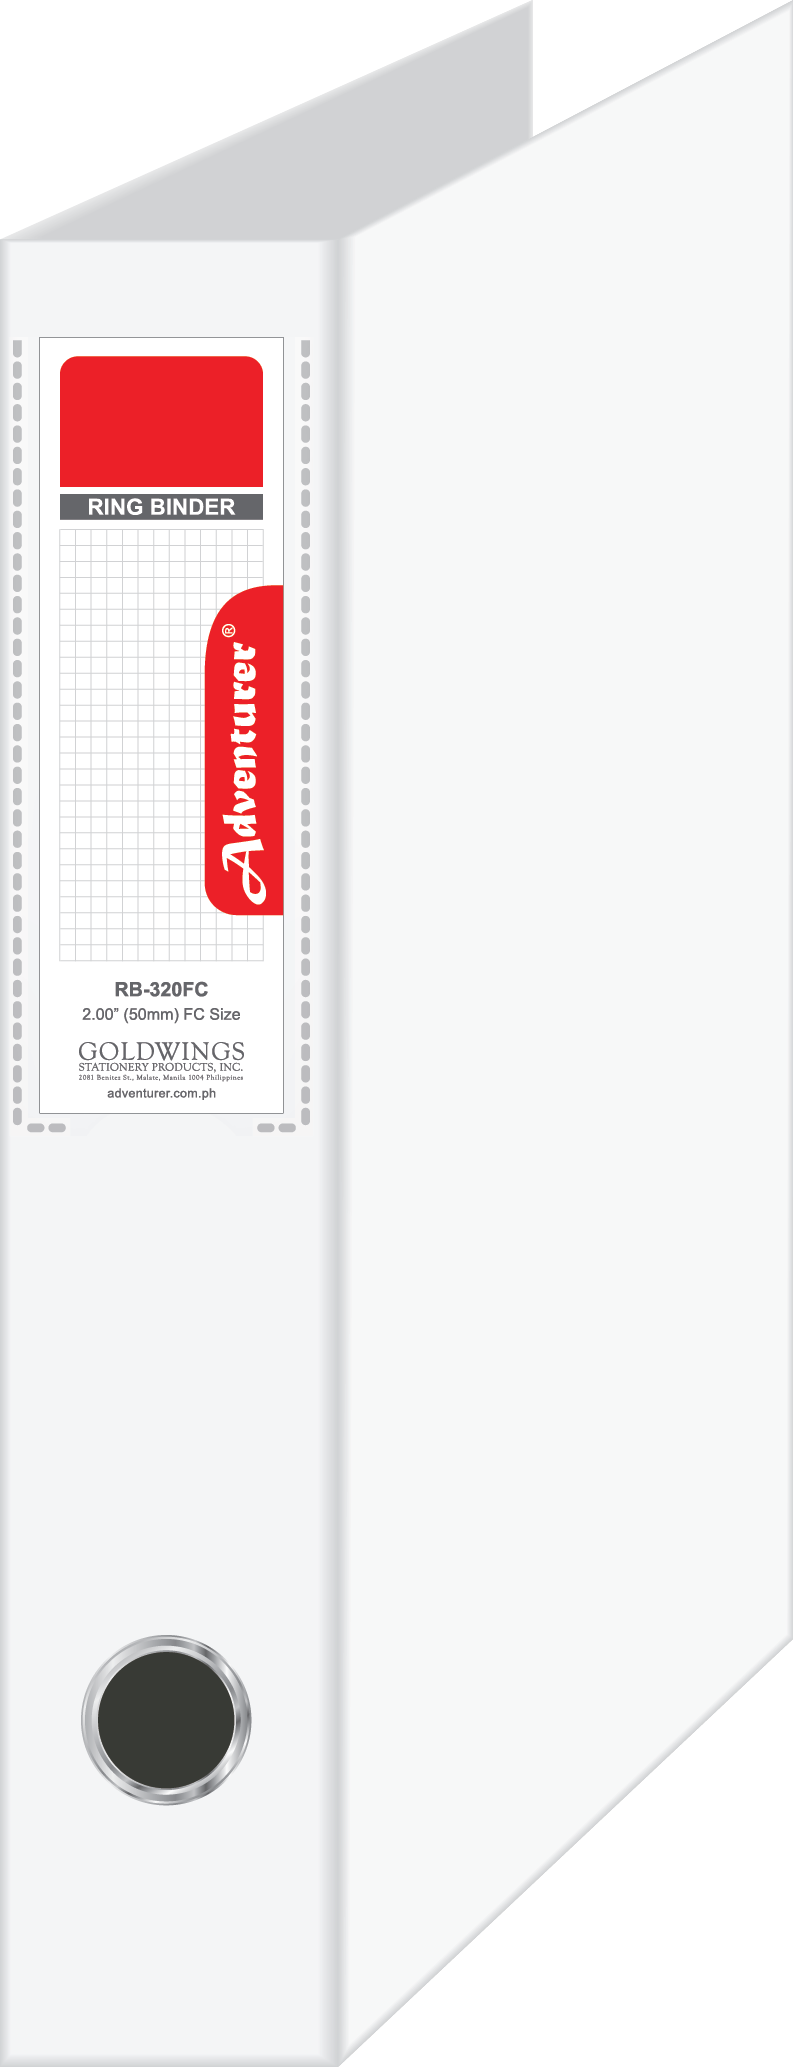 RING BINDER
Adventurer®
RB-320FC
2.00” (50mm) FC Size
GOLDWINGS
STATIONERY PRODUCTS, INC.
2081 Benitez St., Malate, Manila 1004 Philippines
adventurer.com.ph